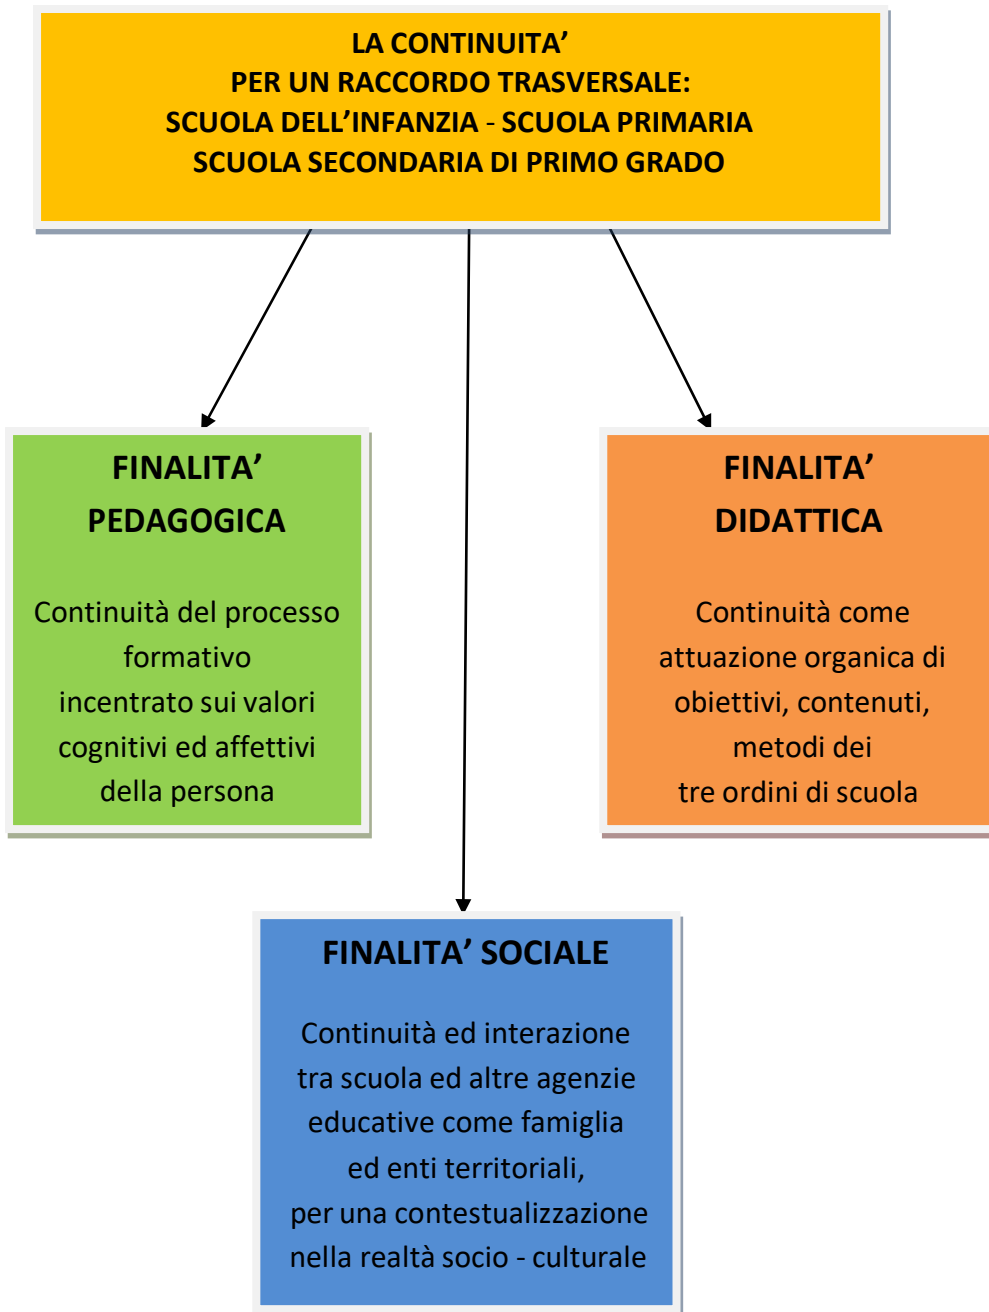 LA CONTINUITA’
PER UN RACCORDO TRASVERSALE:
SCUOLA DELL’INFANZIA - SCUOLA PRIMARIA
SCUOLA SECONDARIA DI PRIMO GRADO
FINALITA’
PEDAGOGICA
Continuità del processo
formativo
incentrato sui valori
cognitivi ed affettivi
della persona
FINALITA’
DIDATTICA
Continuità come
attuazione organica di
obiettivi, contenuti,
metodi dei
tre ordini di scuola
FINALITA’ SOCIALE
Continuità ed interazione
tra scuola ed altre agenzie
educative come famiglia
ed enti territoriali,
per una contestualizzazione
nella realtà socio - culturale